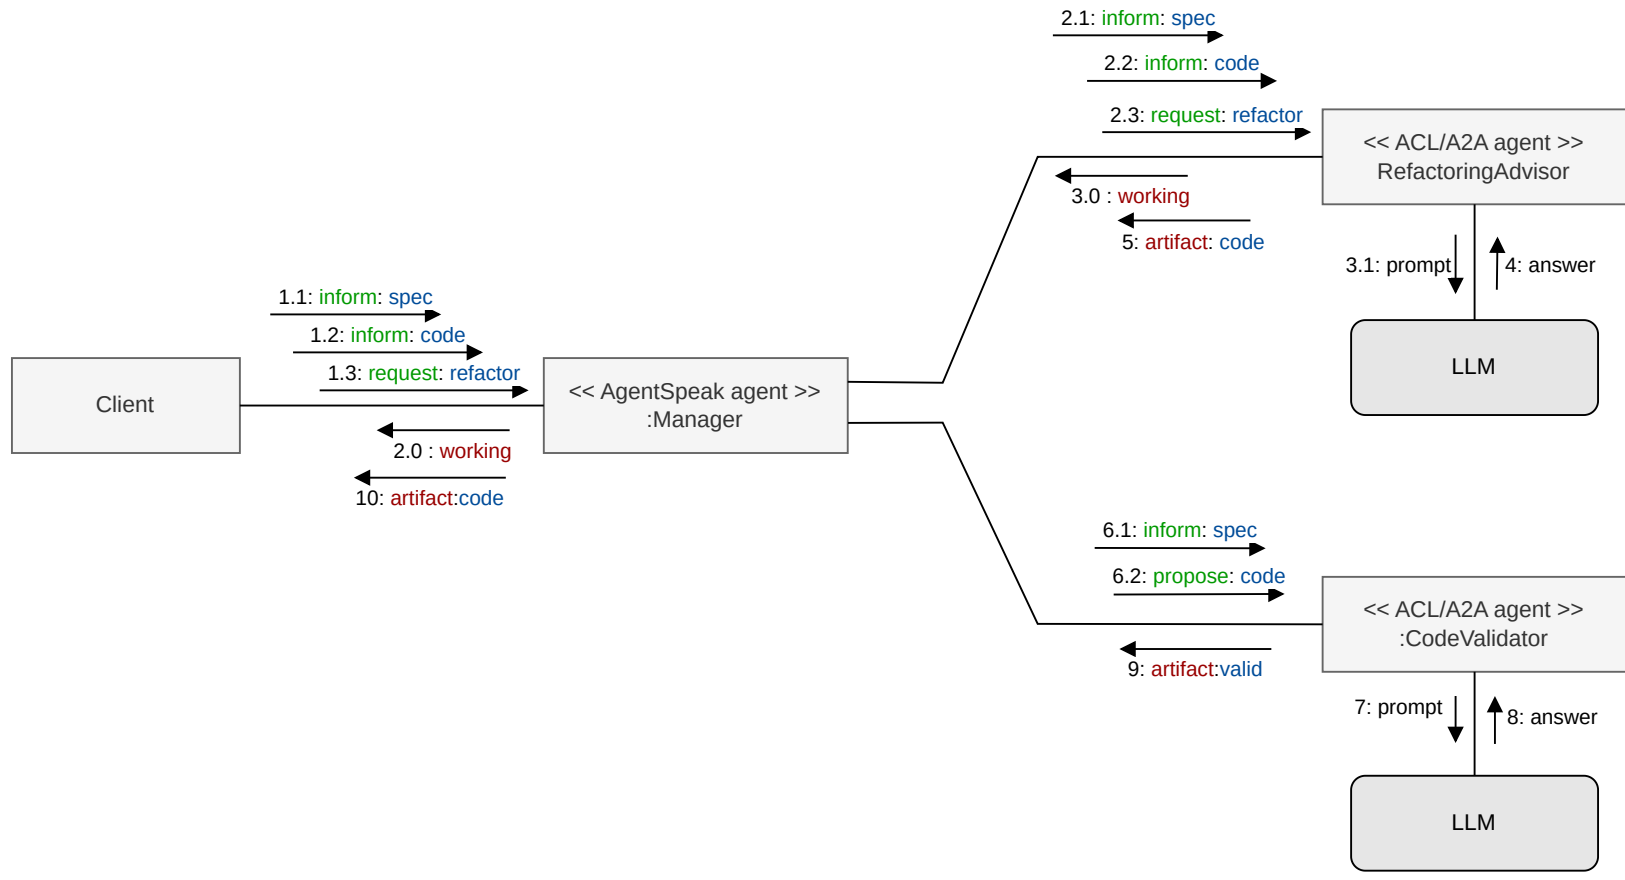 2.1: inform: spec
2.2: inform: code
2.3: request: refactor
<< ACL/A2A agent >>
RefactoringAdvisor
3.0 : working
5: artifact: code
3.1: prompt
4: answer
LLM
1.1: inform: spec
1.2: inform: code
1.3: request: refactor
Client
<< AgentSpeak agent >>
:Manager
2.0 : working
10: artifact:code
6.1: inform: spec
6.2: propose: code
<< ACL/A2A agent >>
:CodeValidator
9: artifact:valid
7: prompt
8: answer
LLM